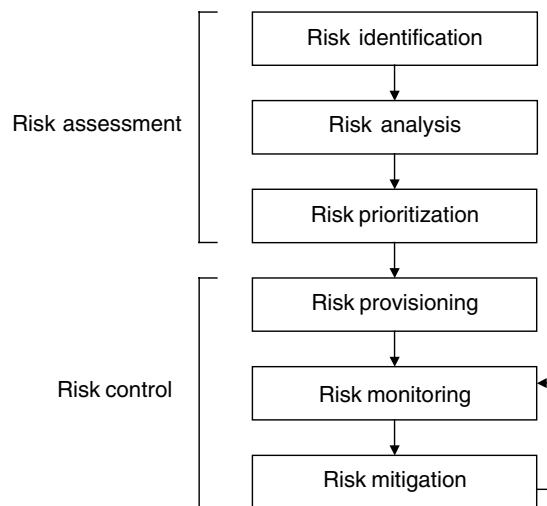 Risk identification
Risk analysis
Risk assessment
Risk prioritization
Risk provisioning
Risk monitoring
Risk control
Risk mitigation